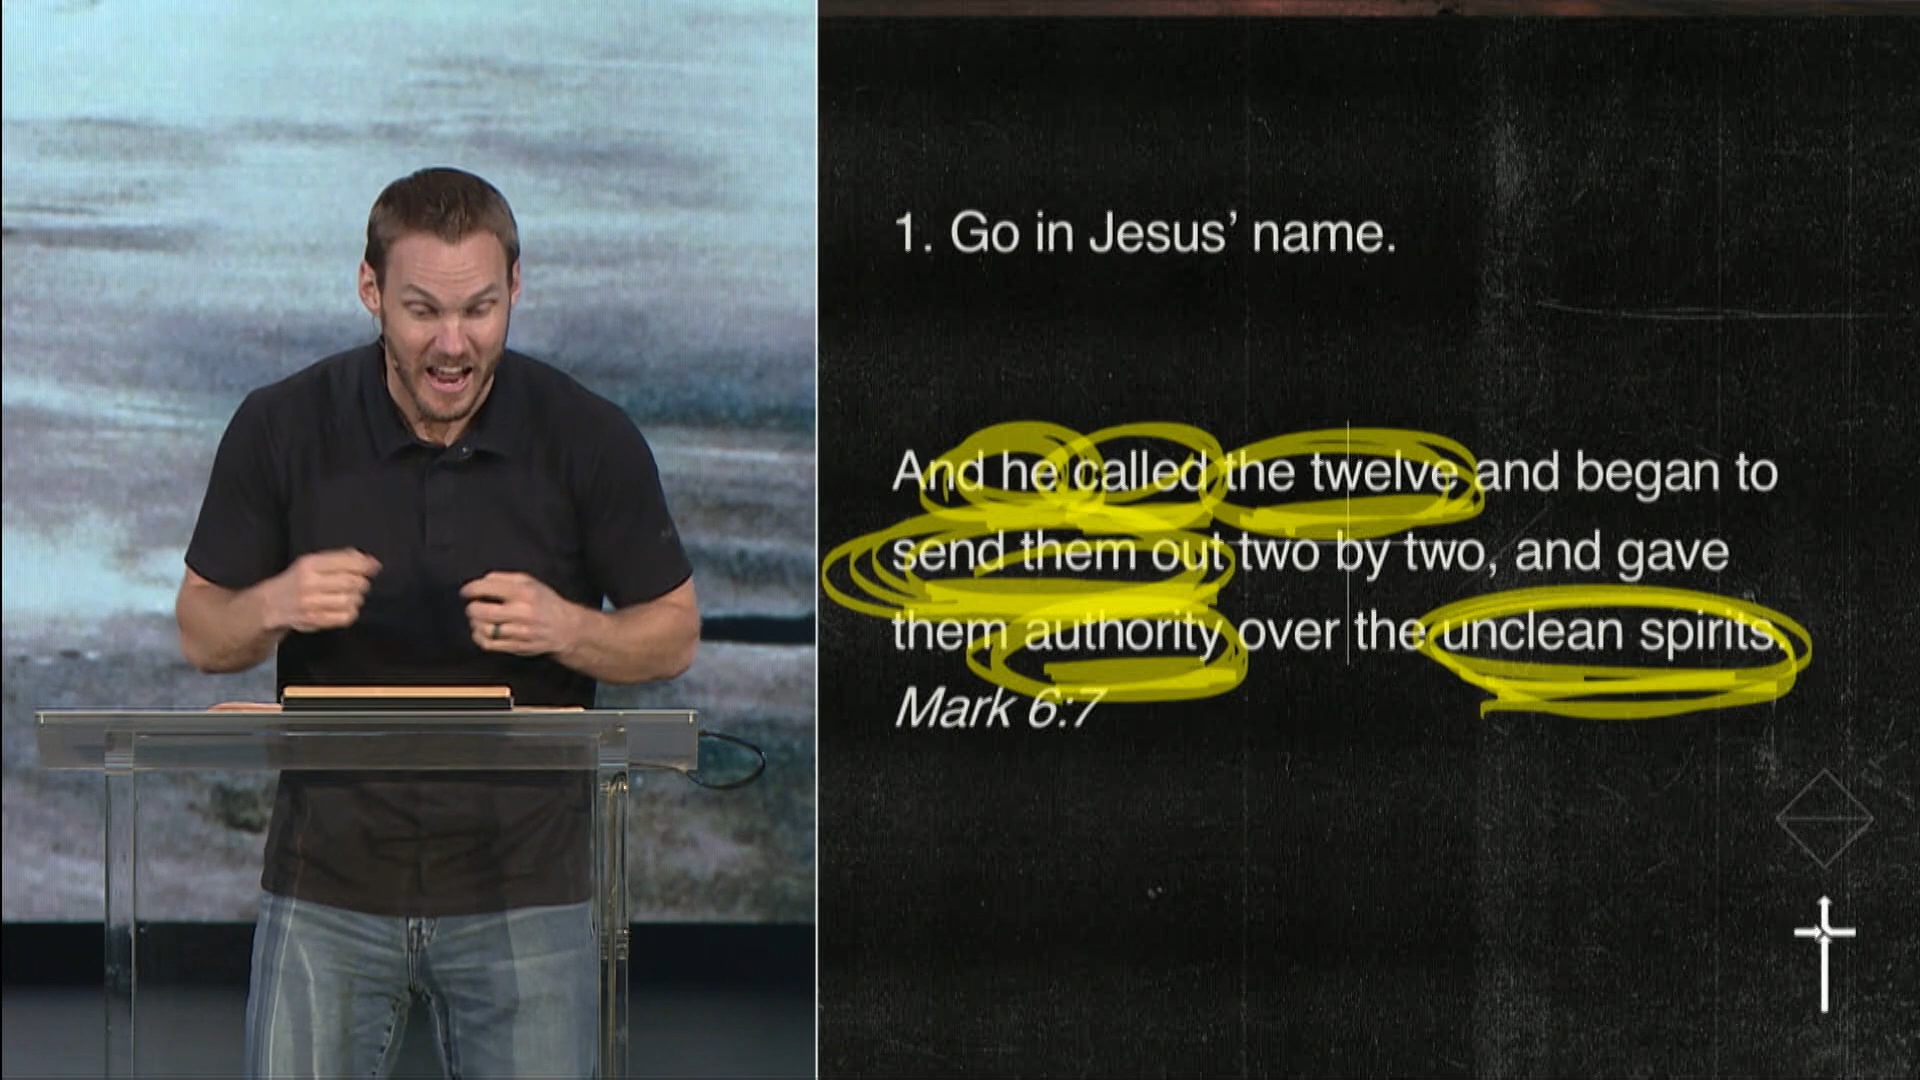 1. Go in Jesus’ name.
And he called the twelve and began to
send them out two by two, and gave
them authority over the unclean spirits.
Mark 6:7